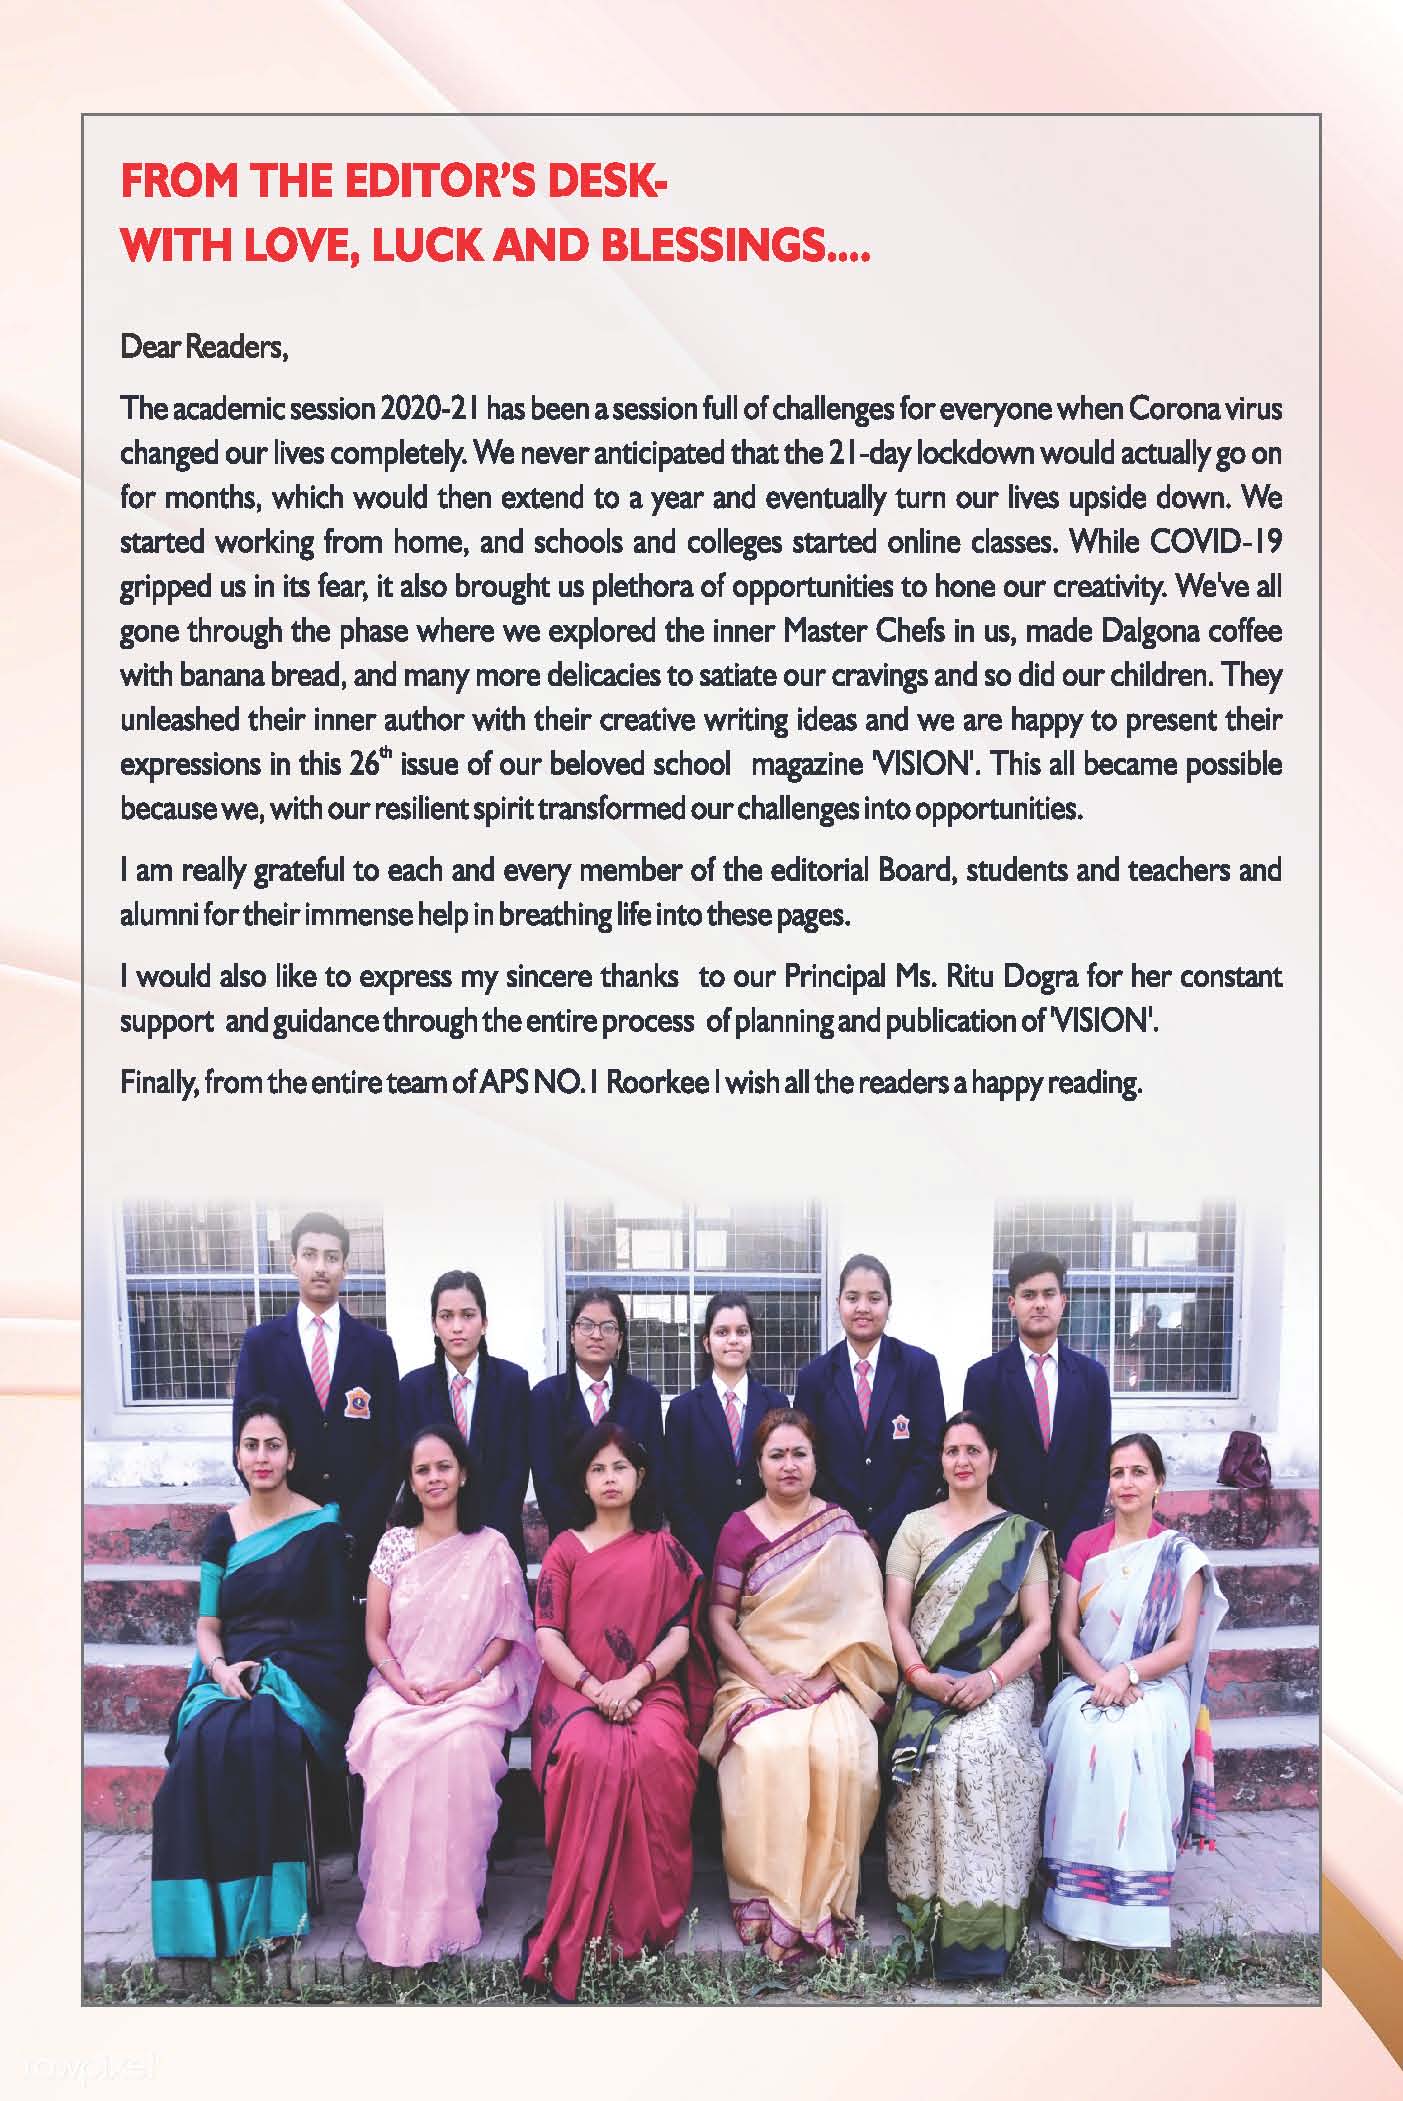 FROM THE EDITOR'S DESK-
WITH LOVE, LUCK AND BLESSINGS....
Dear Readers,
The academic session 2020-21 has been a session full of challenges for everyone when Corona virus
changed our lives completely. We never anticipated that the 21-day lockdown would actually go on
for months, which would then extend to a year and eventually turn our lives upside down. We
started working from home, and schools and colleges started online classes. While COVID-19
gripped us in its fear, it also brought us plethora of opportunities to hone our creativity. We've all
gone through the phase where we explored the inner Master Chefs in us, made Dalgona coffee
with banana bread, and many more delicacies to satiate our cravings and so did our children. They
unleashed their inner author with their creative writing ideas and we are happy to present their
expressions in this 26th issue of our beloved school magazine 'VISION'. This all became possible
because we, with our resilient spirit transformed our challenges into opportunities.
I am really grateful to each and every member of the editorial Board, students and teachers and
alumni for their immense help in breathing life into these pages.
I would also like to express my sincere thanks to our Principal Ms. Ritu Dogra for her constant
support and guidance through the entire process of planning and publication of 'VISION'.
Finally, from the entire team of APS NO. 1 Roorkee I wish all the readers a happy reading.
rawpixel